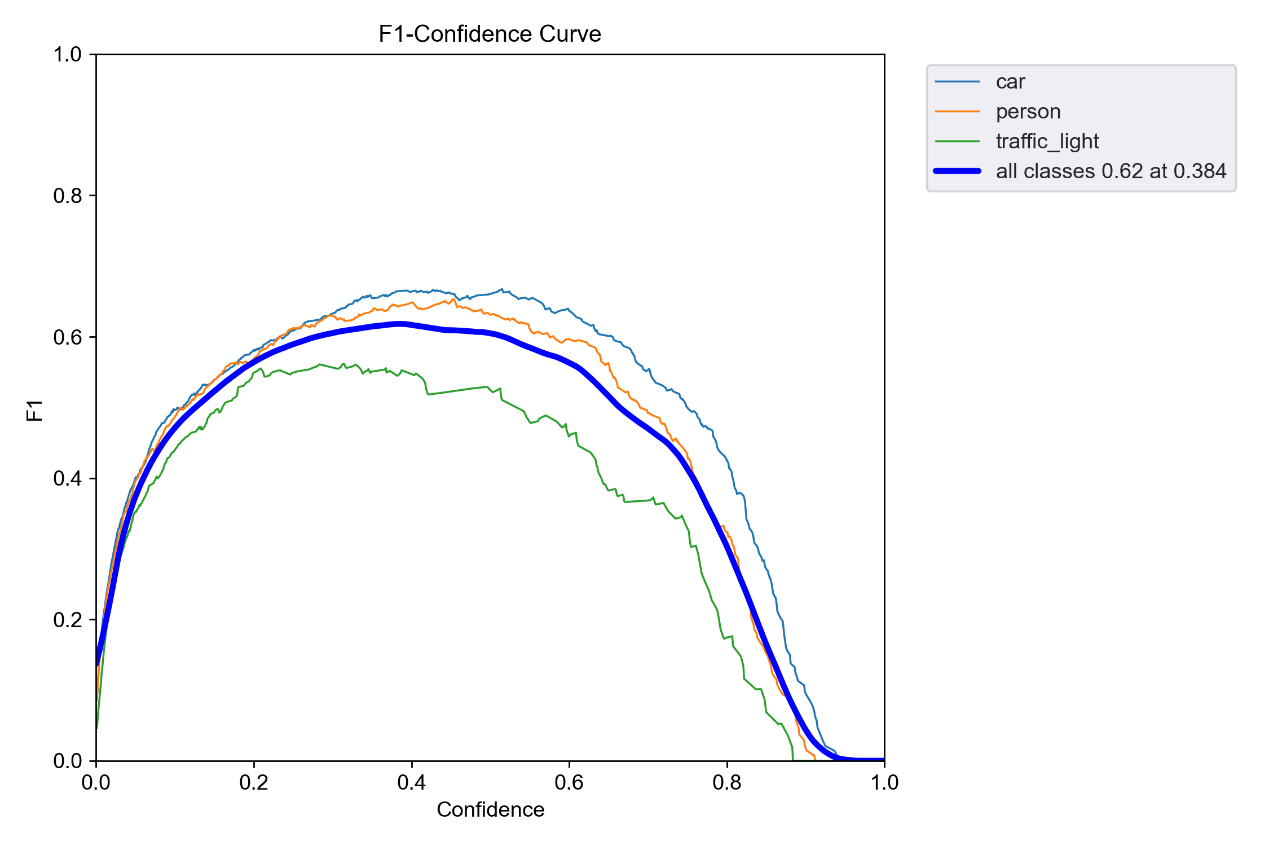 F1-Confidence Curve
1.0
0.8
0.6
0.4
0.2
0.0
F1
0.0 0.2 0.4 0.6 0.8 1.0
Confidence
car
person
traffic_light
all classes 0.62 at 0.384